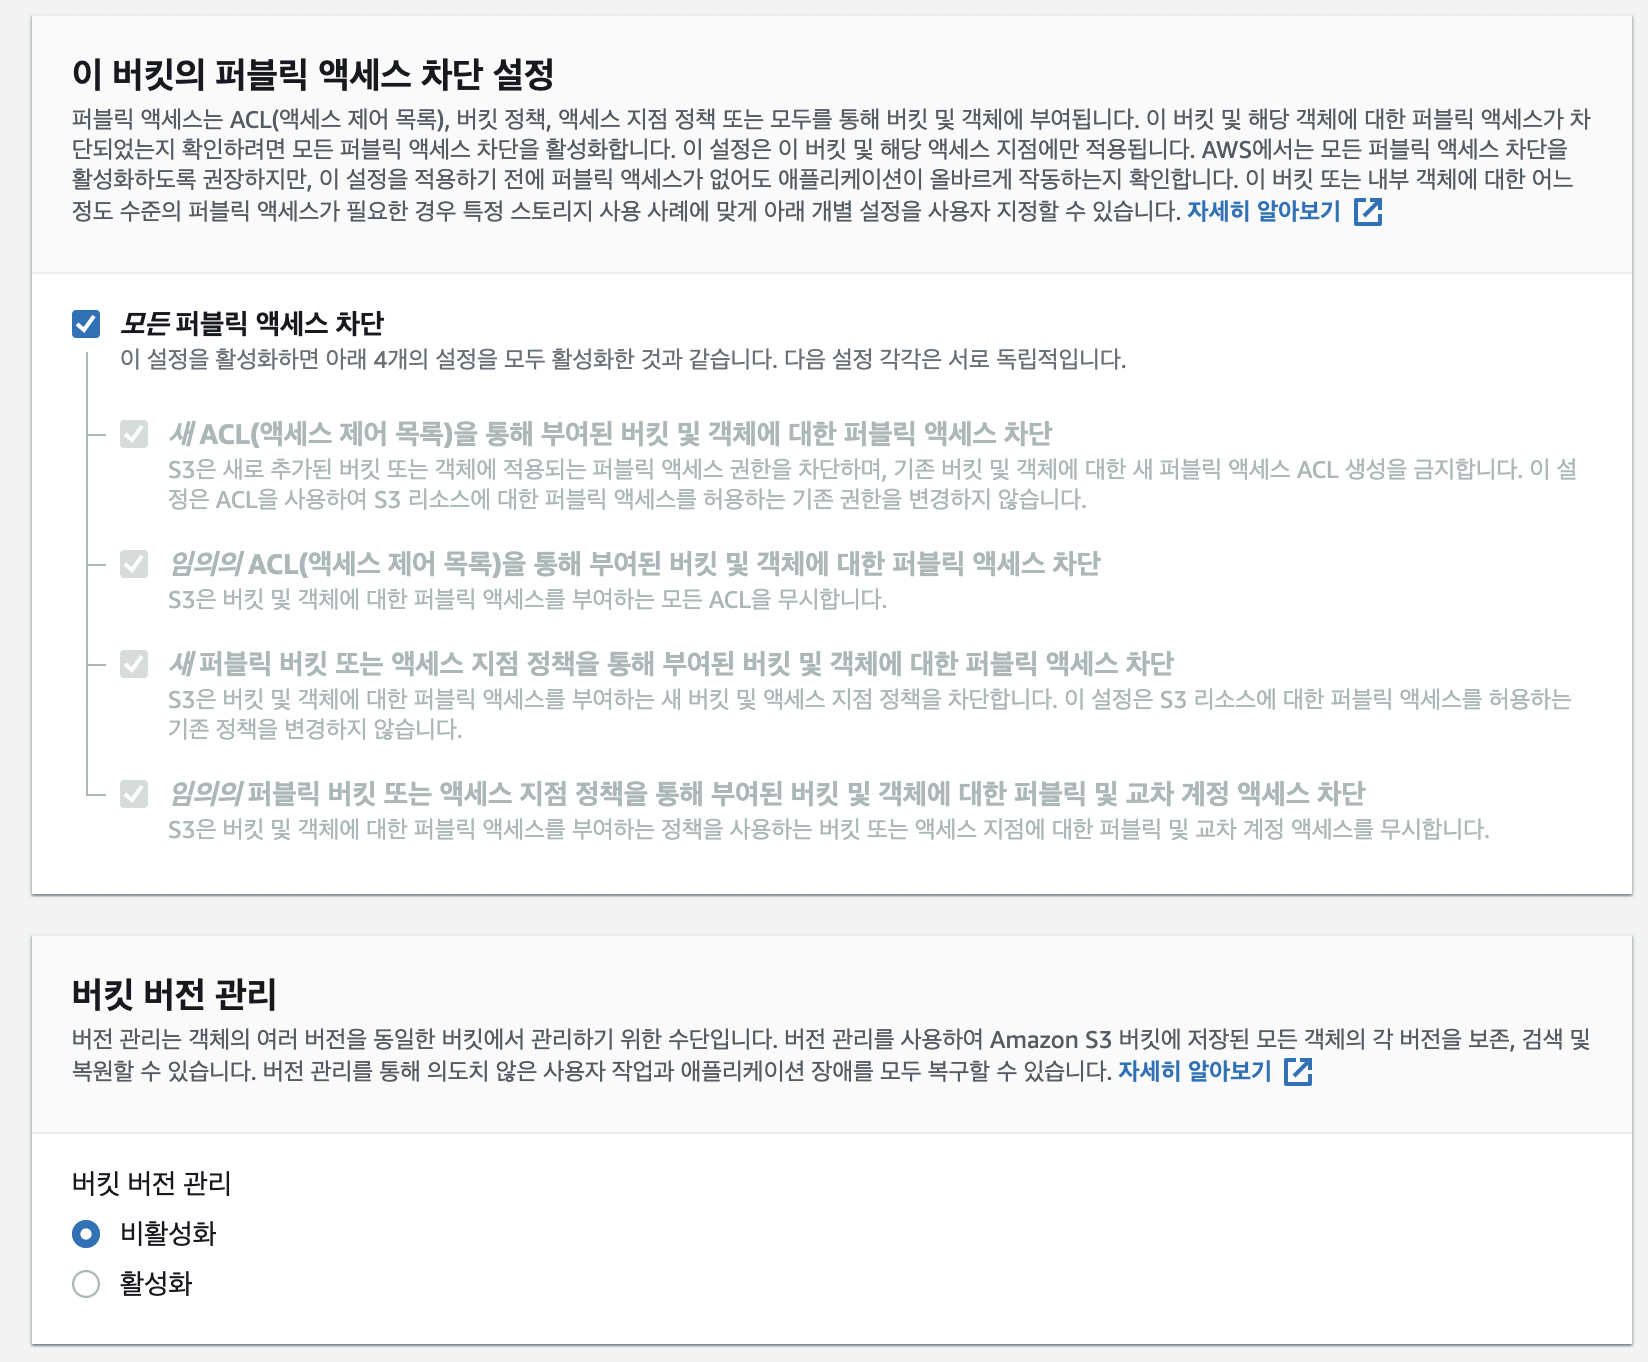 이 버킷의 퍼블릭 액세스 차단 설정
퍼블릭 액세스는 ACL(액세스 제어 목록), 버킷 정책, 액세스 지점 정책 또는 모두를 통해 버킷 및 객체에 부여됩니다. 이 버킷 및 해당 객체에 대한 퍼블릭 액세스가 차
단되었는지 확인하려면 모든 퍼블릭 액세스 차단을 활성화합니다. 이 설정은 이 버킷 및 해당 액세스 지점에만 적용됩니다. AWS에서는 모든 퍼블릭 액세스 차단을
활성화하도록 권장하지만, 이 설정을 적용하기 전에 퍼블릭 액세스가 없어도 애플리케이션이 올바르게 작동하는지 확인합니다. 이 버킷 또는 내부 객체에 대한 어느
정도 수준의 퍼블릭 액세스가 필요한 경우 특정 스토리지 사용 사례에 맞게 아래 개별 설정을 사용자 지정할 수 있습니다. 자세히 알아보기
모든 퍼블릭 액세스 차단
이 설정을 활성화하면 아래 4개의 설정을 모두 활성화한 것과 같습니다. 다음 설정 각각은 서로 독립적입니다.
새 ACL(액세스 제어 목록)을 통해 부여된 버킷 및 객체에 대한 퍼블릭 액세스 차단
S3은 새로 추가된 버킷 또는 객체에 적용되는 퍼블릭 액세스 권한을 차단하며, 기존 버킷 및 객체에 대한 새 퍼블릭 액세스 ACL 생성을 금지합니다. 이 설
정은 ACL을 사용하여 S3 리소스에 대한 퍼블릭 액세스를 허용하는 기존 권한을 변경하지 않습니다.
임의의 ACL(액세스 제어 목록)을 통해 부여된 버킷 및 객체에 대한 퍼블릭 액세스 차단
S3은 버킷 및 객체에 대한 퍼블릭 액세스를 부여하는 모든 ACL을 무시합니다.
새 퍼블릭 버킷 또는 액세스 지점 정책을 통해 부여된 버킷 및 객체에 대한 퍼블릭 액세스 차단
S3은 버킷 및 객체에 대한 퍼블릭 액세스를 부여하는 새 버킷 및 액세스 지점 정책을 차단합니다. 이 설정은 S3 리소스에 대한 퍼블릭 액세스를 허용하는
기존 정책을 변경하지 않습니다.
임의의 퍼블릭 버킷 또는 액세스 지점 정책을 통해 부여된 버킷 및 객체에 대한 퍼블릭 및 교차 계정 액세스 차단
S3은 버킷 및 객체에 대한 퍼블릭 액세스를 부여하는 정책을 사용하는 버킷 또는 액세스 지점에 대한 퍼블릭 및 교차 계정 액세스를 무시합니다.
버킷 버전 관리
버전 관리는 객체의 여러 버전을 동일한 버킷에서 관리하기 위한 수단입니다. 버전 관리를 사용하여 Amazon S3 버킷에 저장된 모든 객체의 각 버전을 보존, 검색 및
복원할 수 있습니다. 버전 관리를 통해 의도치 않은 사용자 작업과 애플리케이션 장애를 모두 복구할 수 있습니다. 자세히 알아보기
버킷 버전 관리
비활성화
활성화